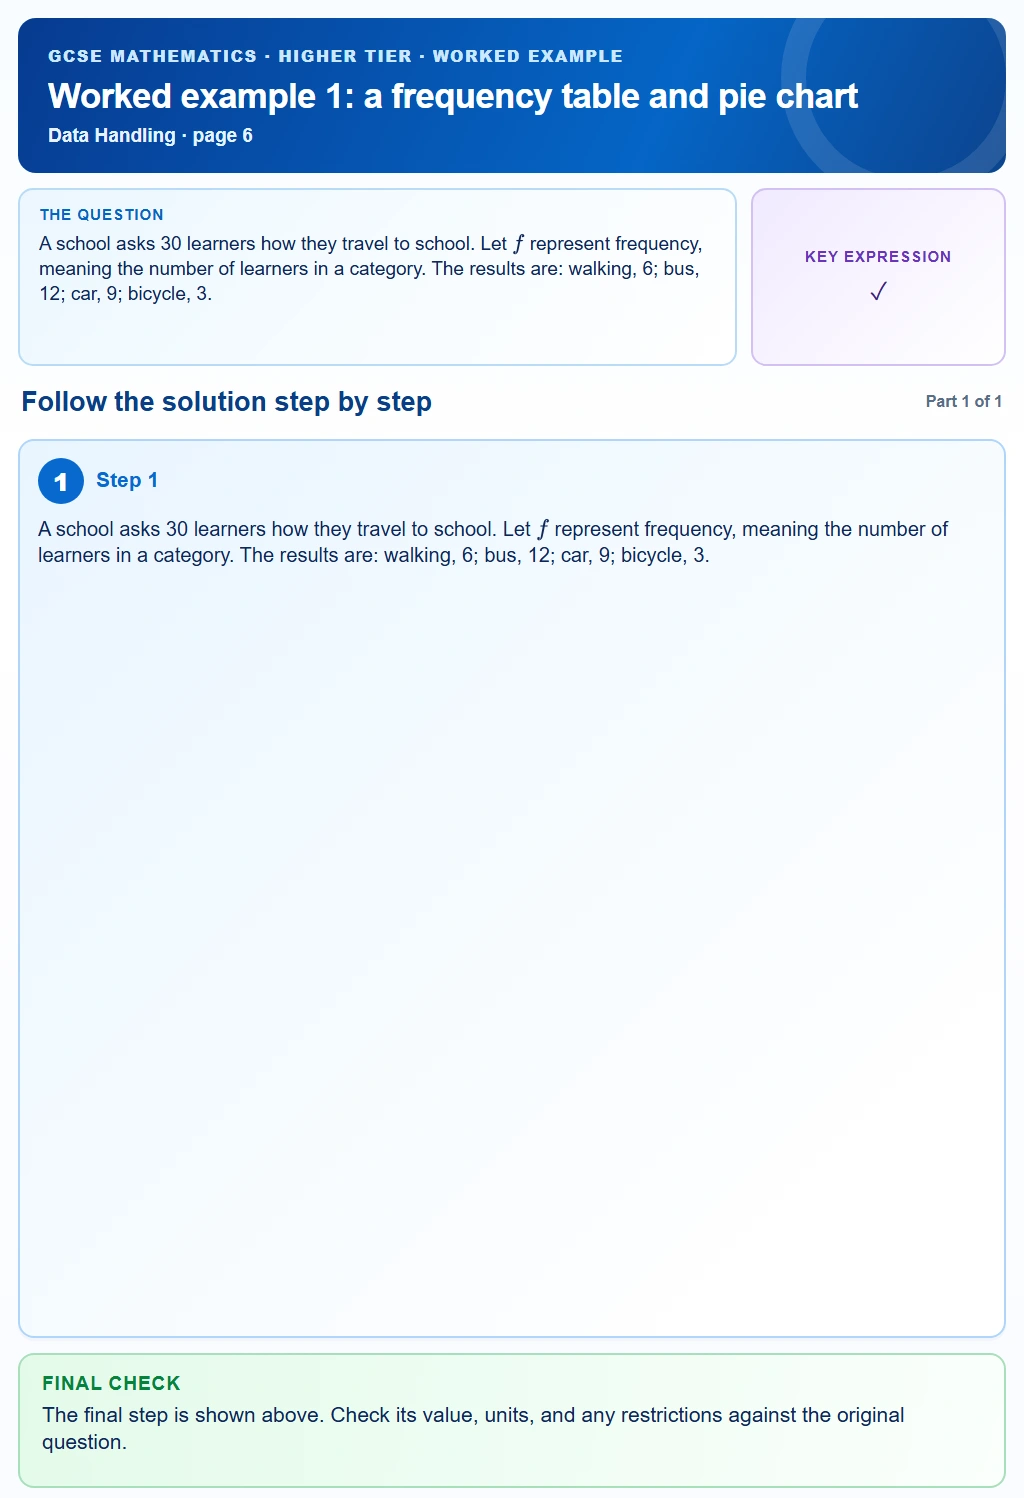 GCSE MATHEMATICS · HIGHER TIER · WORKED EXAMPLE
Worked example 1: a frequency table and pie chart
Data Handling · page 6
THE QUESTION
A school asks 30 learners how they travel to school. Let f represent frequency,
meaning the number of learners in a category. The results are: walking, 6; bus,
12; car, 9; bicycle, 3.
KEY EXPRESSION
✓
Follow the solution step by step
Part 1 of 1
1 Step 1
A school asks 30 learners how they travel to school. Let f represent frequency, meaning the number of
learners in a category. The results are: walking, 6; bus, 12; car, 9; bicycle, 3.
FINAL CHECK
The final step is shown above. Check its value, units, and any restrictions against the original
question.